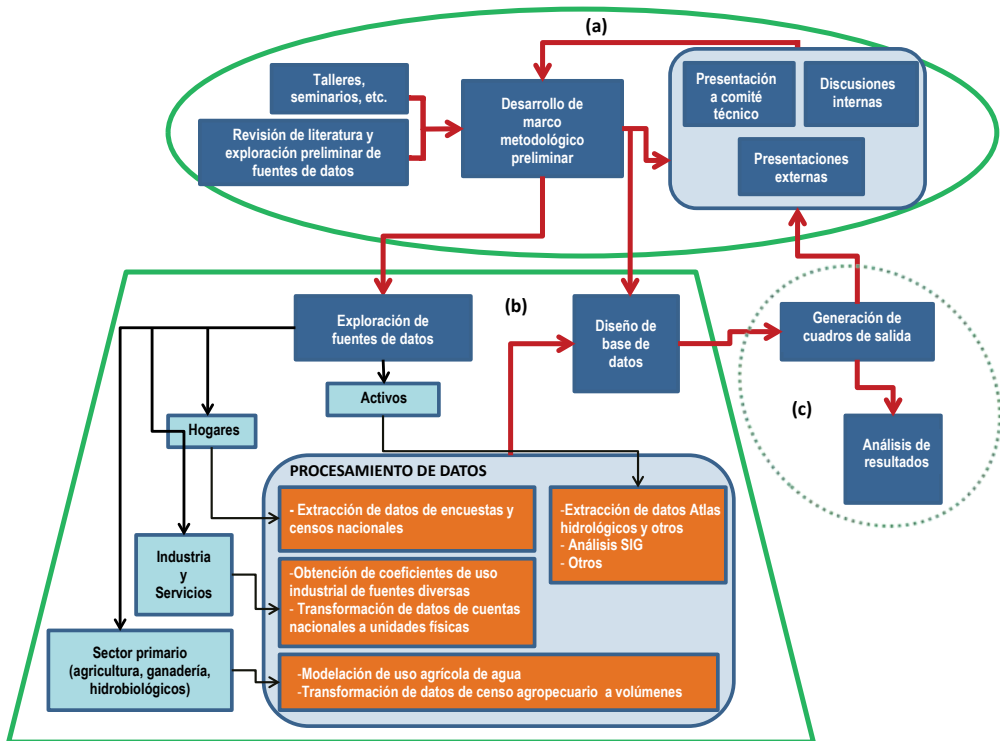 (a)
Talleres,
seminarios, etc.
Revisión de literatura y
exploración preliminar de
fuentes de datos
Desarrollo de
marco
metodológico
preliminar
Presentación
a comité
técnico
Discusiones
internas
Presentaciones
externas
(b)
Exploración de
fuentes de datos
Diseño de
base de
datos
Generación de
cuadros de salida
(c)
Análisis de
resultados
Activos
Hogares
Industria
y
Servicios
Sector primario
(agricultura, ganadería,
hidrobiológicos)
PROCESAMIENTO DE DATOS
- Extracción de datos de encuestas y
censos nacionales
-Extracción de datos Atlas
hidrológicos y otros
- Análisis SIG
- Otros
-Obtención de coeficientes de uso
industrial de fuentes diversas
- Transformación de datos de cuentas
nacionales a unidades físicas
-Modelación de uso agrícola de agua
-Transformación de datos de censo agropecuario a volúmenes